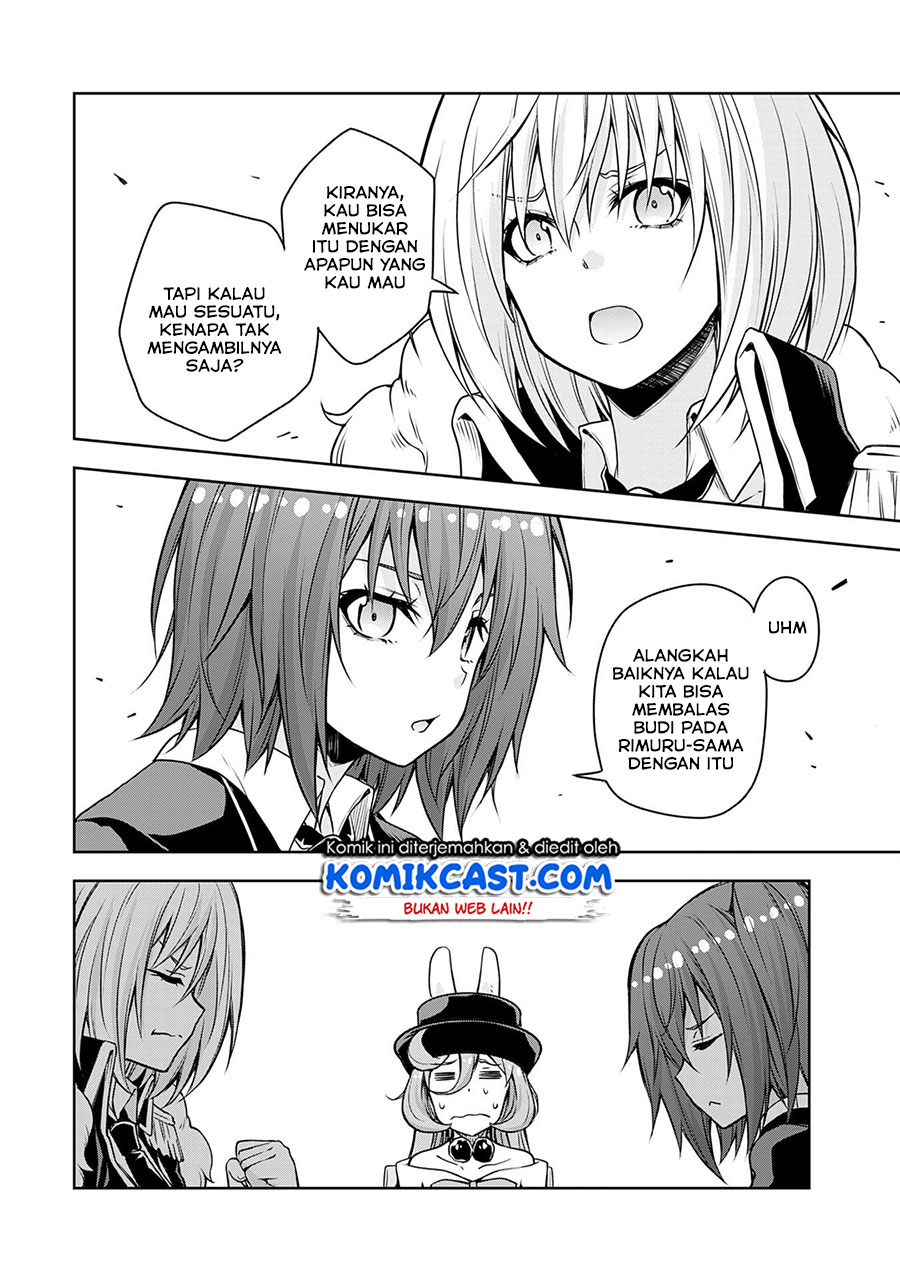 KIRANYA,
KAU BISA
MENUKAR
ITU DENGAN
APAPUN YANG
KAU MAU
TAPI KALAU
MAU SESUATU,
KENAPA TAK
MENGAMBILNYA
SAJA?
UHM
ALANGKAH
BAIKNYA KALAU
KITA BISA
MEMBALAS
BUDI PADA
RIMURU-SAMA
DENGAN ITU
Komik ini diterjemahkan & diedit oleh
KOMIKCAST.COM
BUKAN WEB LAIN!!